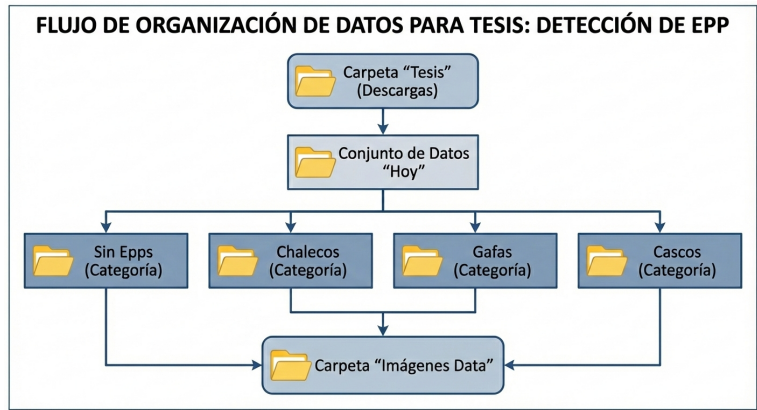 FLUJO DE ORGANIZACIÓN DE DATOS PARA TESIS: DETECCIÓN DE EPP
Carpeta “Tesis”
(Descargas)
Conjunto de Datos
“Hoy”
Sin Epps
(Categoría)
Chalecos
(Categoría)
Gafas
(Categoría)
Cascos
(Categoría)
Carpeta “Imágenes Data”